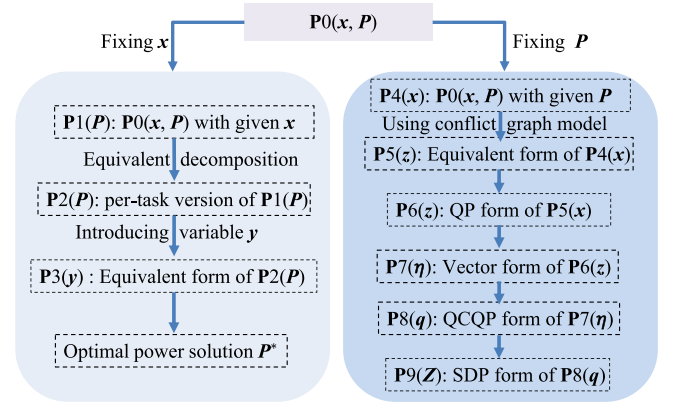 P0(x, P)
Fixing x
Fixing P
P1(P): P0(x, P) with given x
Equivalent decomposition
P2(P): per-task version of P1(P)
Introducing variable y
P3(y) : Equivalent form of P2(P)
Optimal power solution P*
P4(x): P0(x, P) with given P
Using conflict graph model
P5(z): Equivalent form of P4(x)
P6(z): QP form of P5(x)
P7(η): Vector form of P6(z)
P8(q): QCQP form of P7(η)
P9(Z): SDP form of P8(q)